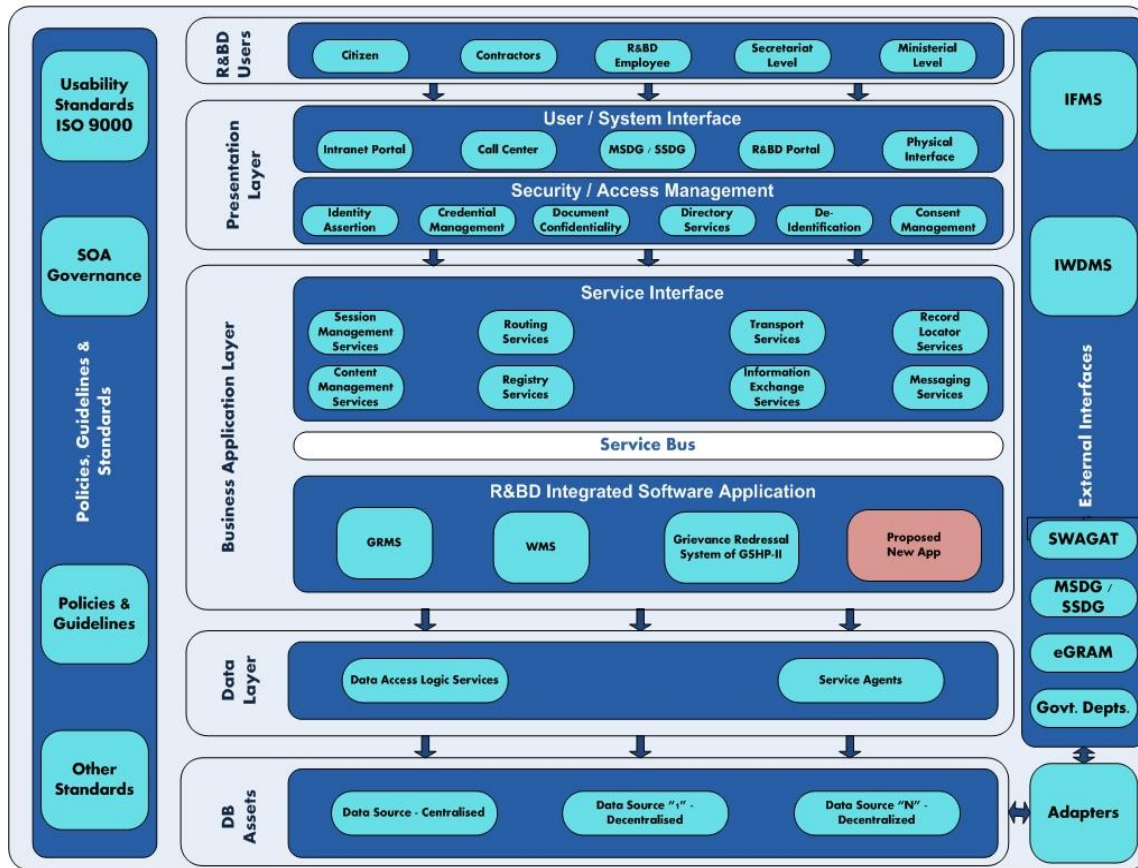 Usability
Standards
ISO 9000
SOA
Governance
Policies, Guidelines &
Standards
Policies &
Guidelines
Other
Standards
R&BD
Users
Citizen
Contractors
R&BD
Employee
Secretariat
Level
Ministerial
Level
Presentation
Layer
User / System Interface
Intranet Portal
Call Center
MSDG / SSDG
R&BD Portal
Physical
Interface
Security / Access Management
Identity
Assertion
Credential
Management
Document
Confidentiality
Directory
Services
De-
Identification
Consent
Management
Business Application Layer
Service Interface
Session
Management
Services
Routing
Services
Transport
Services
Record
Locator
Services
Content
Management
Services
Registry
Services
Information
Exchange
Services
Messaging
Services
Service Bus
R&BD Integrated Software Application
GRMS
WMS
Grievance Redressal
System of GSHP-II
Proposed
New App
Data
Layer
Data Access Logic Services
Service Agents
DB
Assets
Data Source - Centralised
Data Source "1" -
Decentralised
Data Source "N" -
Decentralized
IFMS
IWDMS
External Interfaces
SWAGAT
MSDG /
SSDG
eGRAM
Govt. Depts.
Adapters